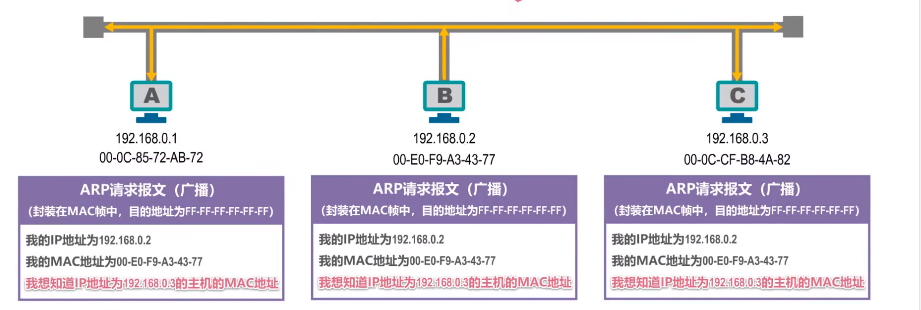 A
B
C
192.168.0.1
00-0C-85-72-AB-72
192.168.0.2
00-E0-F9-A3-43-77
192.168.0.3
00-0C-CF-B8-4A-82
ARP请求报文（广播）
(封装在MAC帧中，目的地址为FF-FF-FF-FF-FF-FF)
我的IP地址为192.168.0.2
我的MAC地址为00-E0-F9-A3-43-77
我想知道IP地址为192.168.0.3的主机的MAC地址
ARP请求报文（广播）
(封装在MAC帧中，目的地址为FF-FF-FF-FF-FF-FF)
我的IP地址为192.168.0.2
我的MAC地址为00-E0-F9-A3-43-77
我想知道IP地址为192.168.0.3的主机的MAC地址
ARP请求报文（广播）
(封装在MAC帧中，目的地址为FF-FF-FF-FF-FF-FF)
我的IP地址为192.168.0.2
我的MAC地址为00-E0-F9-A3-43-77
我想知道IP地址为192.168.0.3的主机的MAC地址